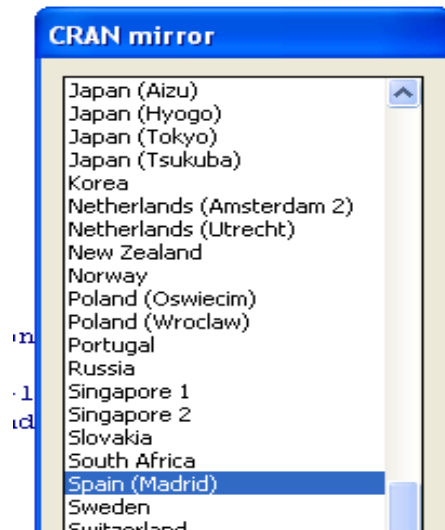 CRAN mirror
Japan (Aizu)
Japan (Hyogo)
Japan (Tokyo)
Japan (Tsukuba)
Korea
Netherlands (Amsterdam 2)
Netherlands (Utrecht)
New Zealand
Norway
Poland (Oswiecim)
Poland (Wroclaw)
Portugal
Russia
Singapore 1
Singapore 2
Slovakia
South Africa
Spain (Madrid)
Sweden
Switzerland